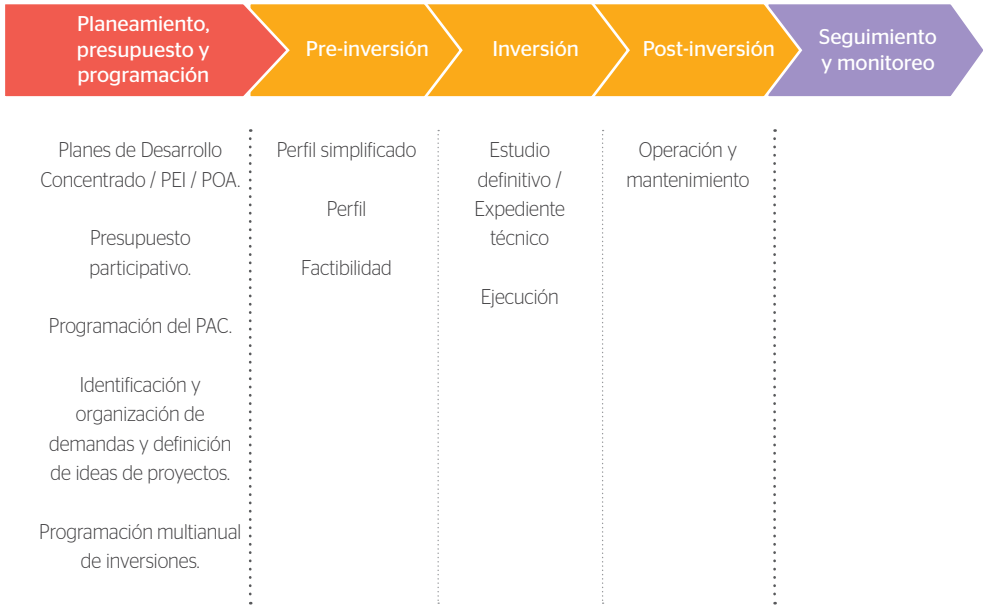 Planeamiento,
presupuesto y
programación
Pre-inversión
Inversión
Post-inversión
Seguimiento
y monitoreo
Planes de Desarrollo
Concentrado / PEI / POA.
Presupuesto
participativo.
Programación del PAC.
Identificación y
organización de
demandas y definición
de ideas de proyectos.
Programación multianual
de inversiones.
Perfil simplificado
Perfil
Factibilidad
Estudio
definitivo /
Expediente
técnico
Ejecución
Operación y
mantenimiento